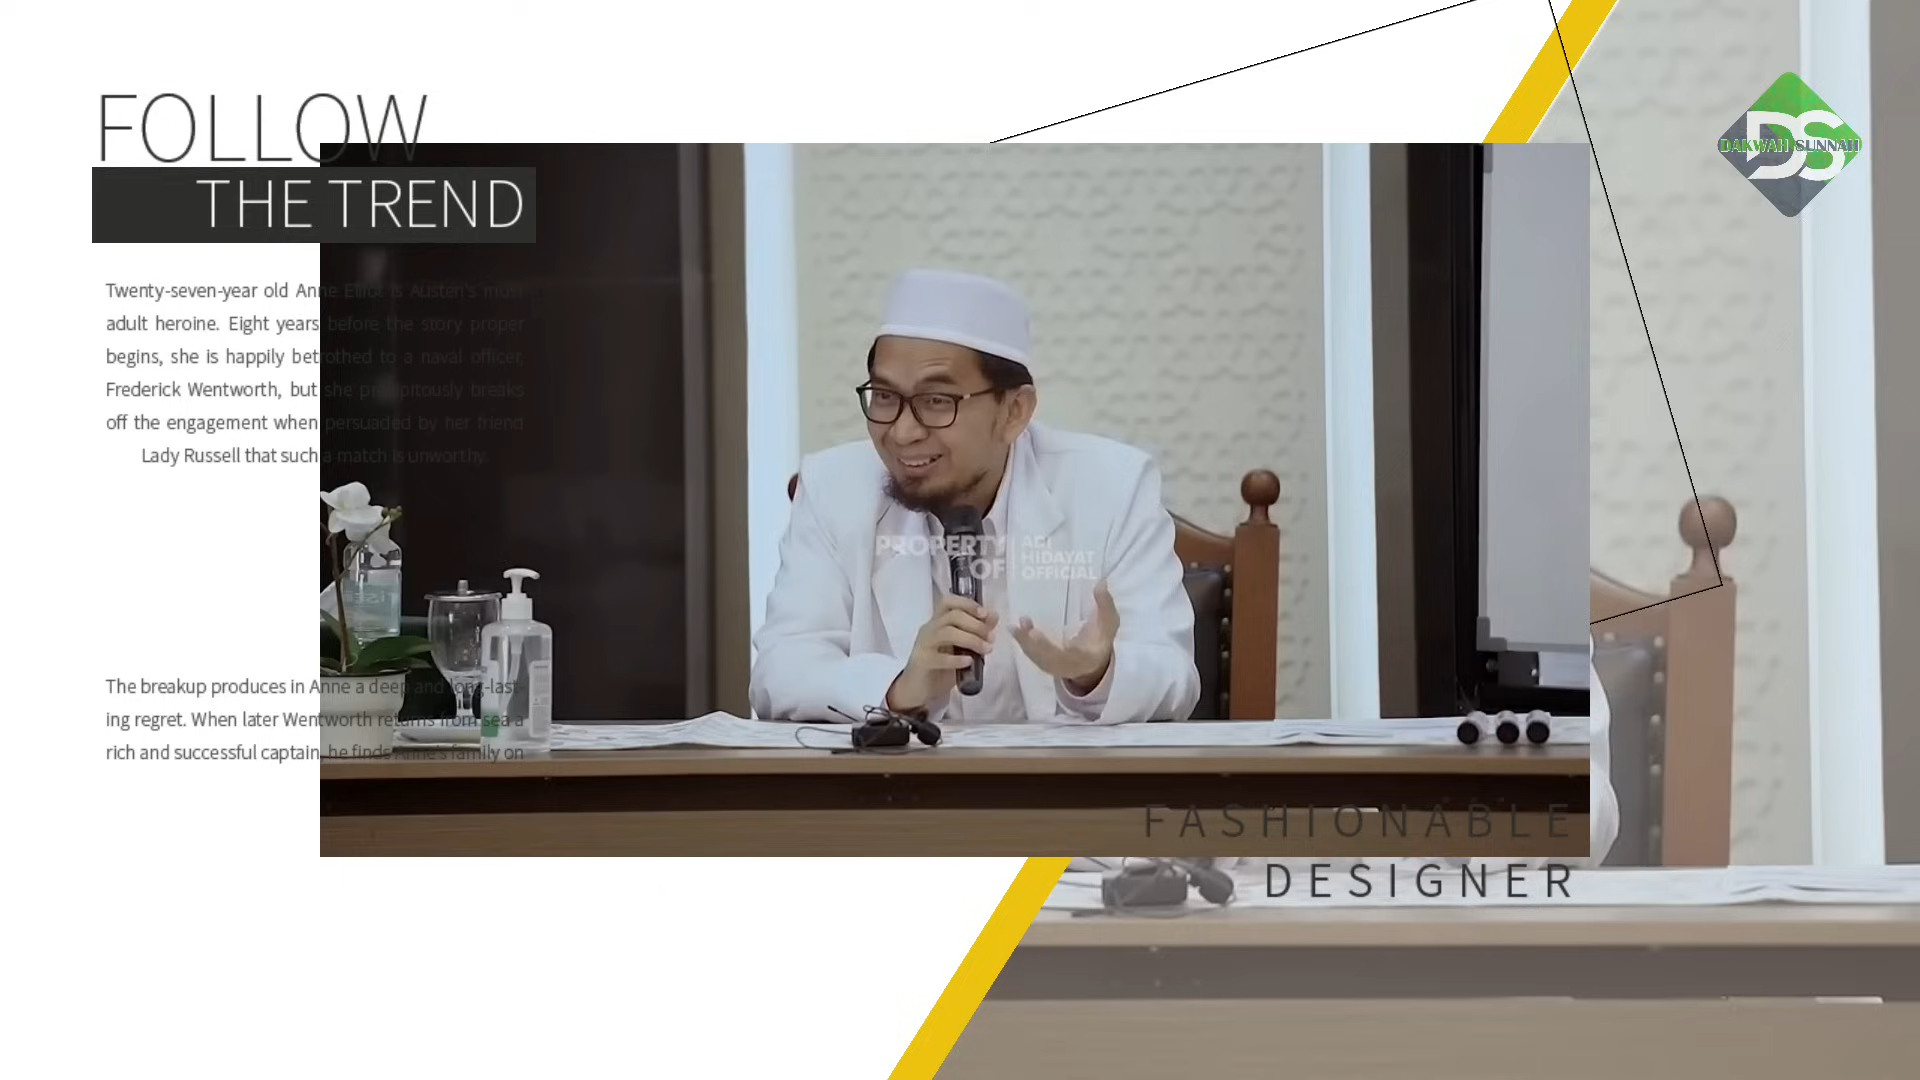 FOLLOW
THE TREND
Twenty-seven-year old Anne Elliot is Austen's most
adult heroine. Eight years before the story proper
begins, she is happily betrothed to a naval officer,
Frederick Wentworth, but she precipitously breaks
off the engagement when persuaded by her friend
Lady Russell that such a match is unworthy.
The breakup produces in Anne a deep and long-last-
ing regret. When later Wentworth returns from sea a
rich and successful captain, he finds Anne's family on
PROPERTY OF
ADI HIDAYAT OFFICIAL
DS
DAKWAH SUNNAH
FASHIONABLE
DESIGNER